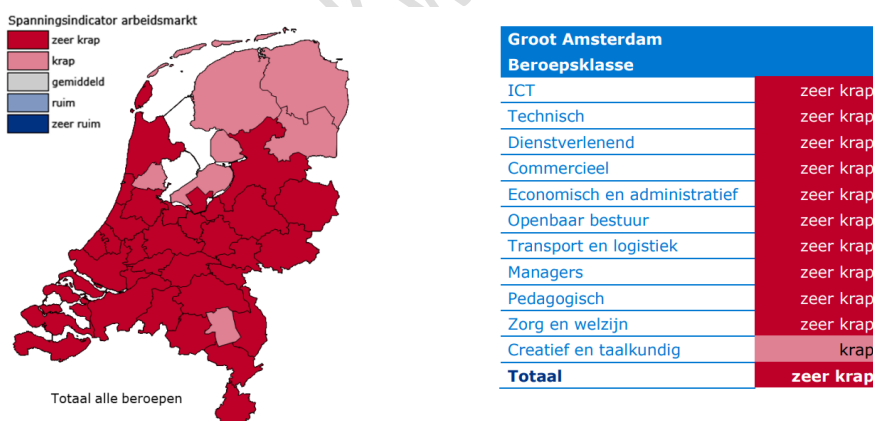 Spanningsindicator arbeidsmarkt
zeer krap
krap
gemiddeld
ruim
zeer ruim
Totaal alle beroepen
Groot Amsterdam
Beroepsklasse
ICT zeer krap
Technisch zeer krap
Dienstverlenend zeer krap
Commercieel zeer krap
Economisch en administratief zeer krap
Openbaar bestuur zeer krap
Transport en logistiek zeer krap
Managers zeer krap
Pedagogisch zeer krap
Zorg en welzijn zeer krap
Creatief en taalkundig krap
Totaal zeer krap